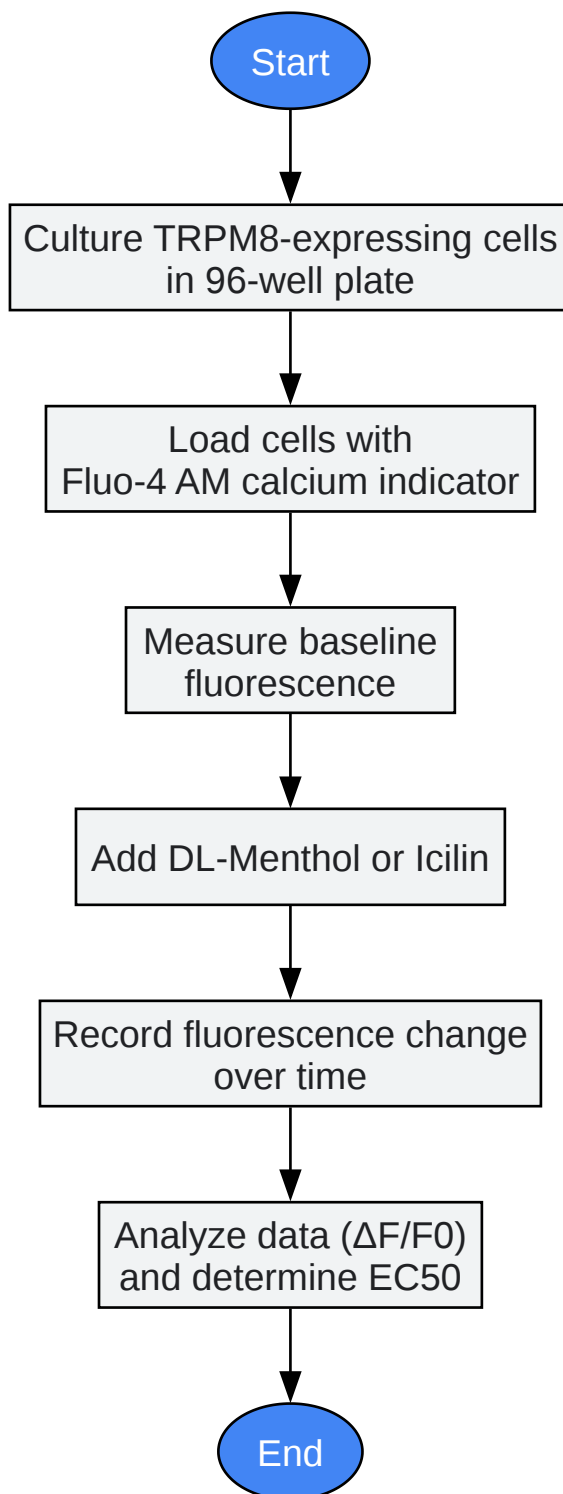 Start
Culture TRPM8-expressing cells
in 96-well plate
Load cells with
Fluo-4 AM calcium indicator
Measure baseline
fluorescence
Add DL-Menthol or Icilin
Record fluorescence change
over time
Analyze data (ΔF/F0)
and determine EC50
End